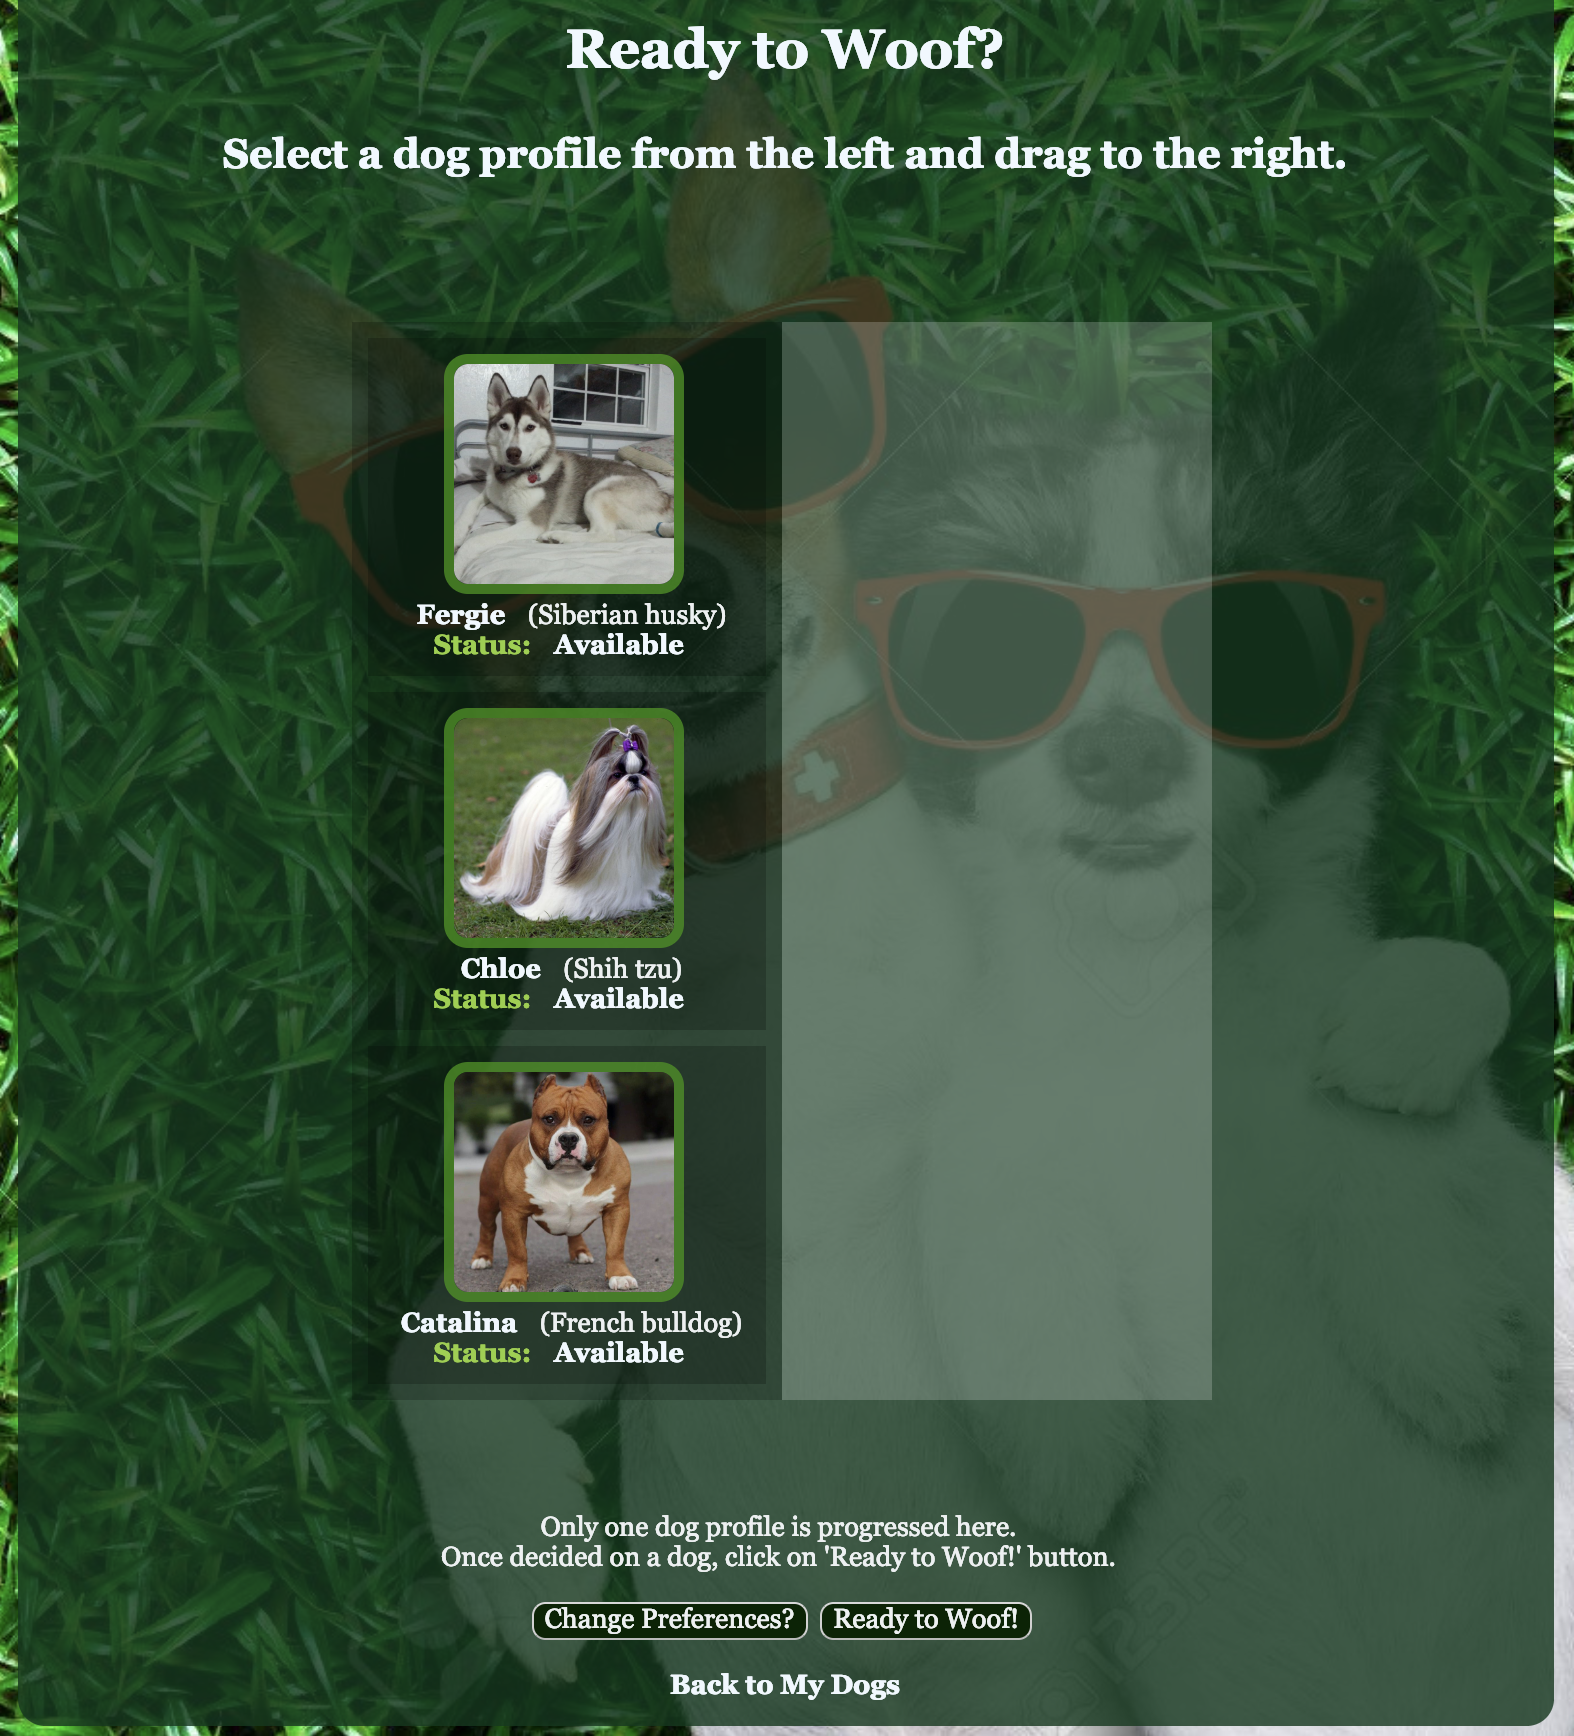 Ready to Woof?
Select a dog profile from the left and drag to the right.
Fergie (Siberian husky)
Status: Available
Chloe (Shih tzu)
Status: Available
Catalina (French bulldog)
Status: Available
Only one dog profile is progressed here.
Once decided on a dog, click on 'Ready to Woof!' button.
Change Preferences? Ready to Woof!
Back to My Dogs